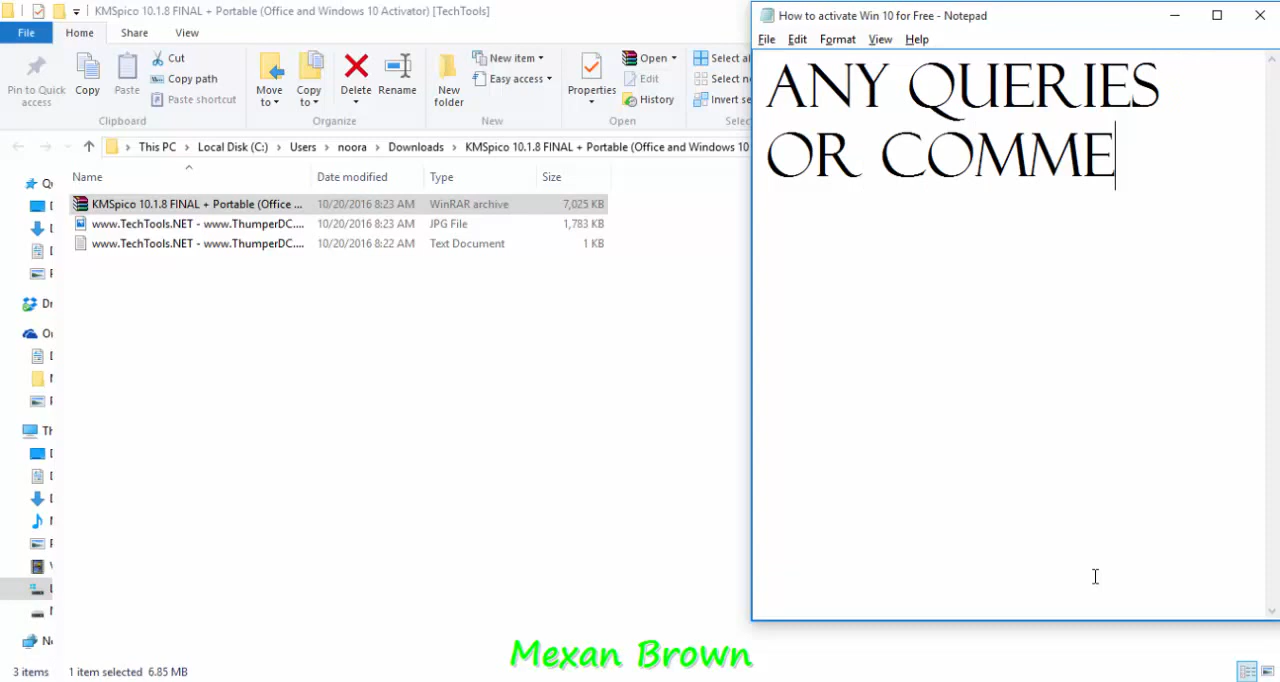 KMSpico 10.1.8 FINAL + Portable (Office and Windows 10 Activator) [TechTools]
File Home Share View
Pin to Quick access
Copy
Paste
Cut
Copy path
Paste shortcut
Clipboard
Move to
Copy to
Delete
Rename
Organize
New folder
New item
Easy access
New
Properties
Open
Edit
History
Open
Select al
Select no
Invert se
Selec
This PC Local Disk (C:) Users noora Downloads KMSpico 10.1.8 FINAL + Portable (Office and Windows 10
Name Date modified Type Size
KMSpico 10.1.8 FINAL + Portable (Office ... 10/20/2016 8:23 AM WinRAR archive 7,025 KB
www.TechTools.NET - www.ThumperDC.... 10/20/2016 8:23 AM JPG File 1,783 KB
www.TechTools.NET - www.ThumperDC.... 10/20/2016 8:22 AM Text Document 1 KB
3 items 1 item selected 6.85 MB
How to activate Win 10 for Free - Notepad
File Edit Format View Help
ANY QUERIES
OR COMME
Mexan Brown